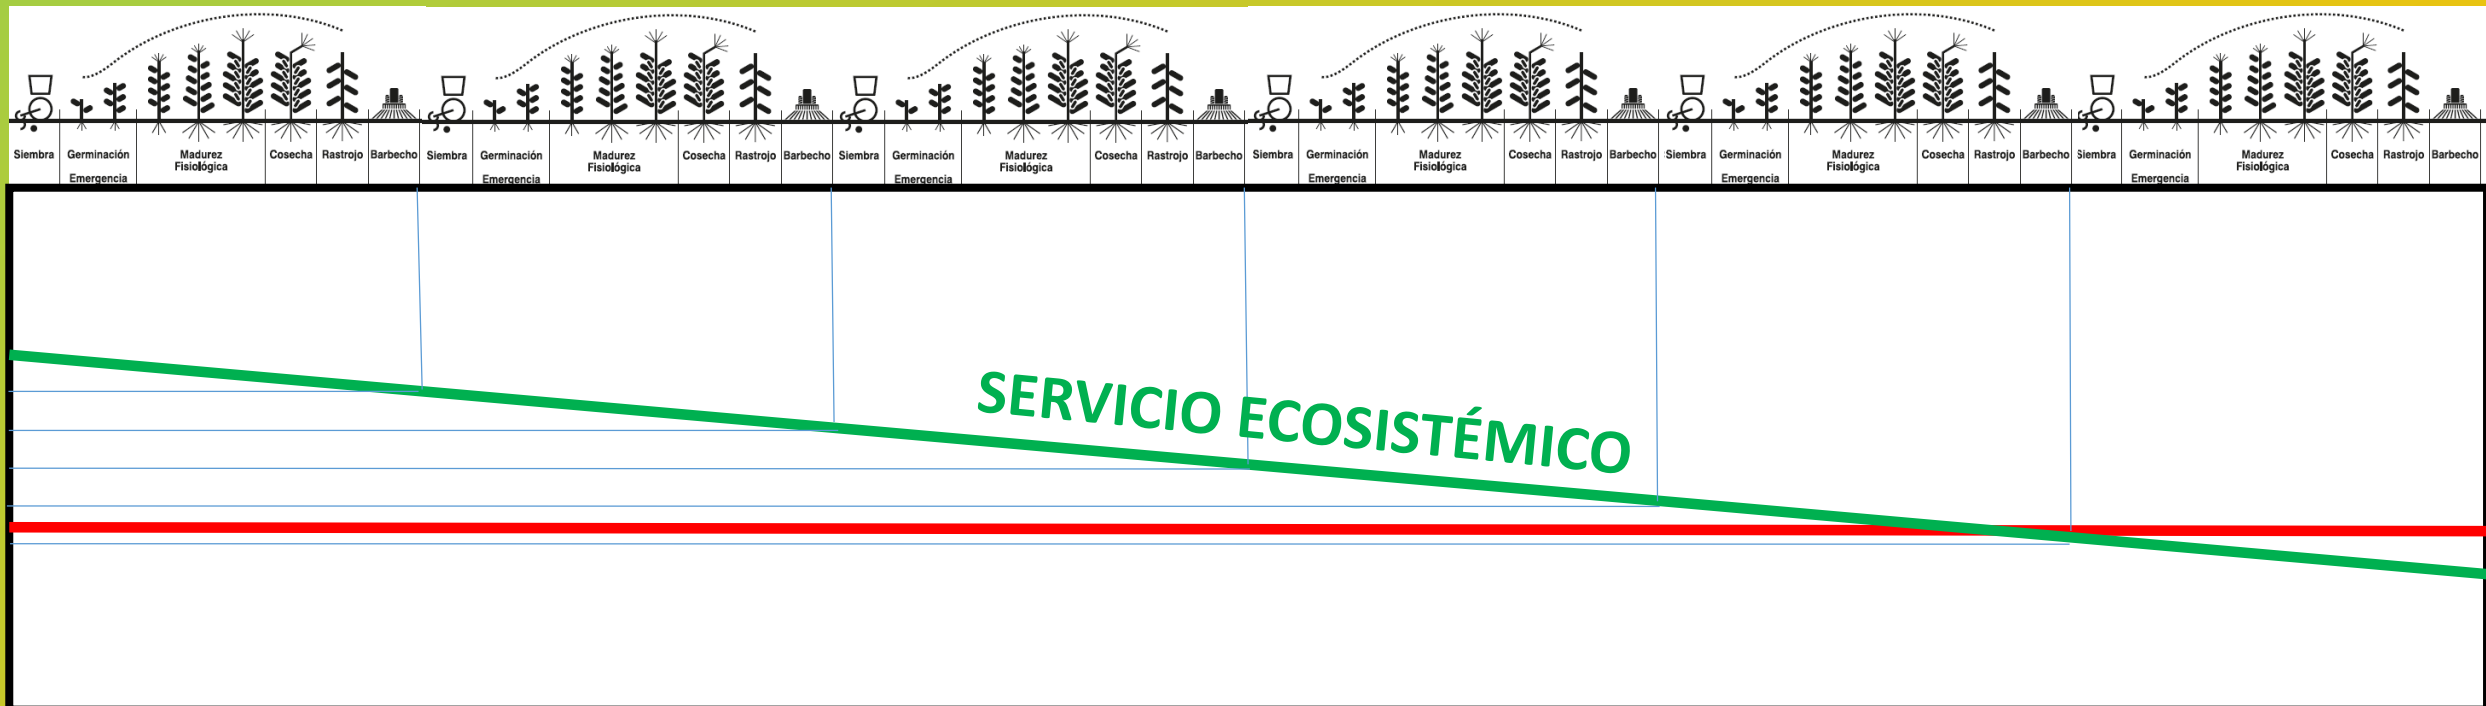 Siembra Germinación Madurez Cosecha Rastrojo Barbecho Siembra Germinación Madurez Cosecha Rastrojo Barbecho Siembra Germinación Madurez Cosecha Rastrojo Barbecho Siembra Germinación Madurez Cosecha Rastrojo Barbecho Siembra Germinación Madurez Cosecha Rastrojo Barbecho Siembra Germinación Madurez Cosecha Rastrojo Barbecho
Fisiológica Fisiológica Fisiológica Fisiológica Fisiológica Fisiológica
Emergencia Emergencia Emergencia Emergencia Emergencia Emergencia
SERVICIO ECOSISTÉMICO